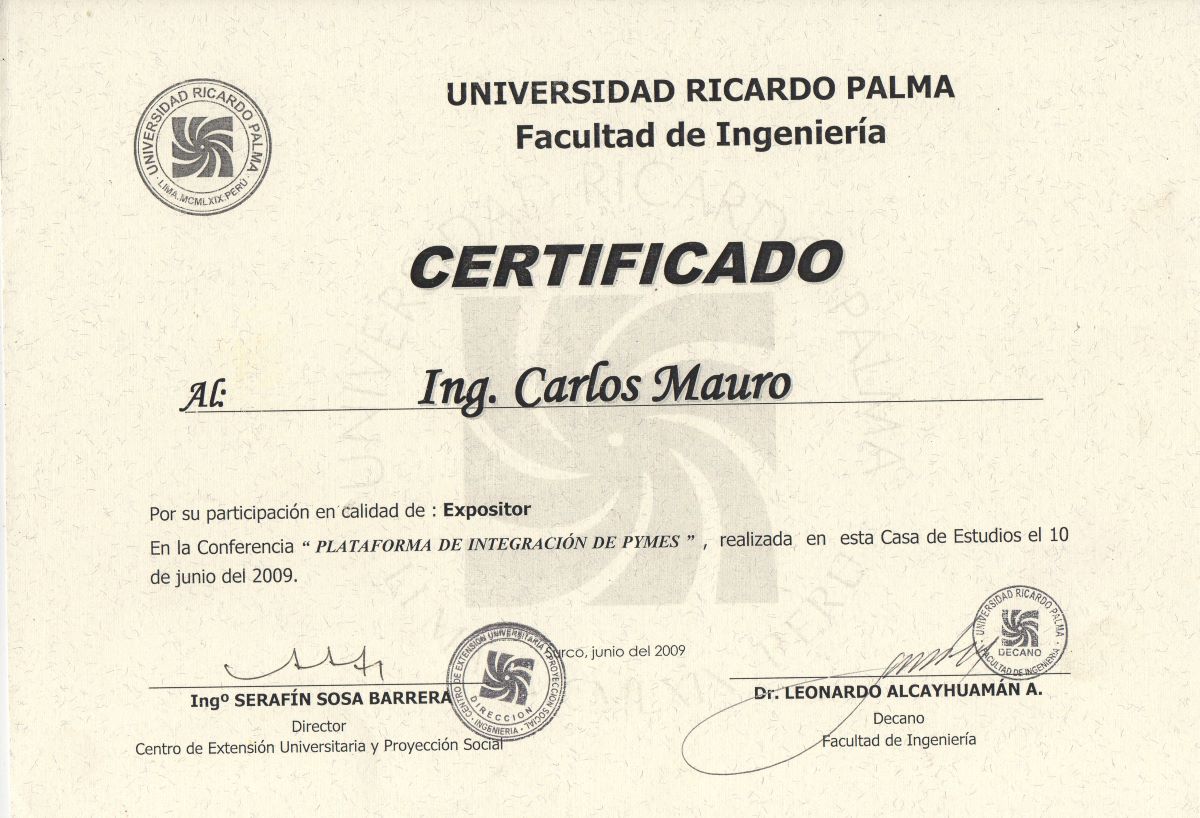 UNIVERSIDAD RICARDO PALMA
Facultad de Ingeniería
UNIVERSIDAD RICARDO PALMA
· LIMA.MCMLXIX.PERÚ ·
CERTIFICADO
Al: Ing. Carlos Mauro
Por su participación en calidad de : Expositor
En la Conferencia “ PLATAFORMA DE INTEGRACIÓN DE PYMES ” , realizada en esta Casa de Estudios el 10
de junio del 2009.
Surco, junio del 2009
Ingº SERAFÍN SOSA BARRERA
Director
Centro de Extensión Universitaria y Proyección Social
CENTRO DE EXTENSIÓN UNIVERSITARIA Y PROYECCION SOCIAL
DIRECCION
· INGENIERIA ·
UNIVERSIDAD RICARDO PALMA
DECANO
FACULTAD DE INGENIERIA
Dr. LEONARDO ALCAYHUAMÁN A.
Decano
Facultad de Ingeniería